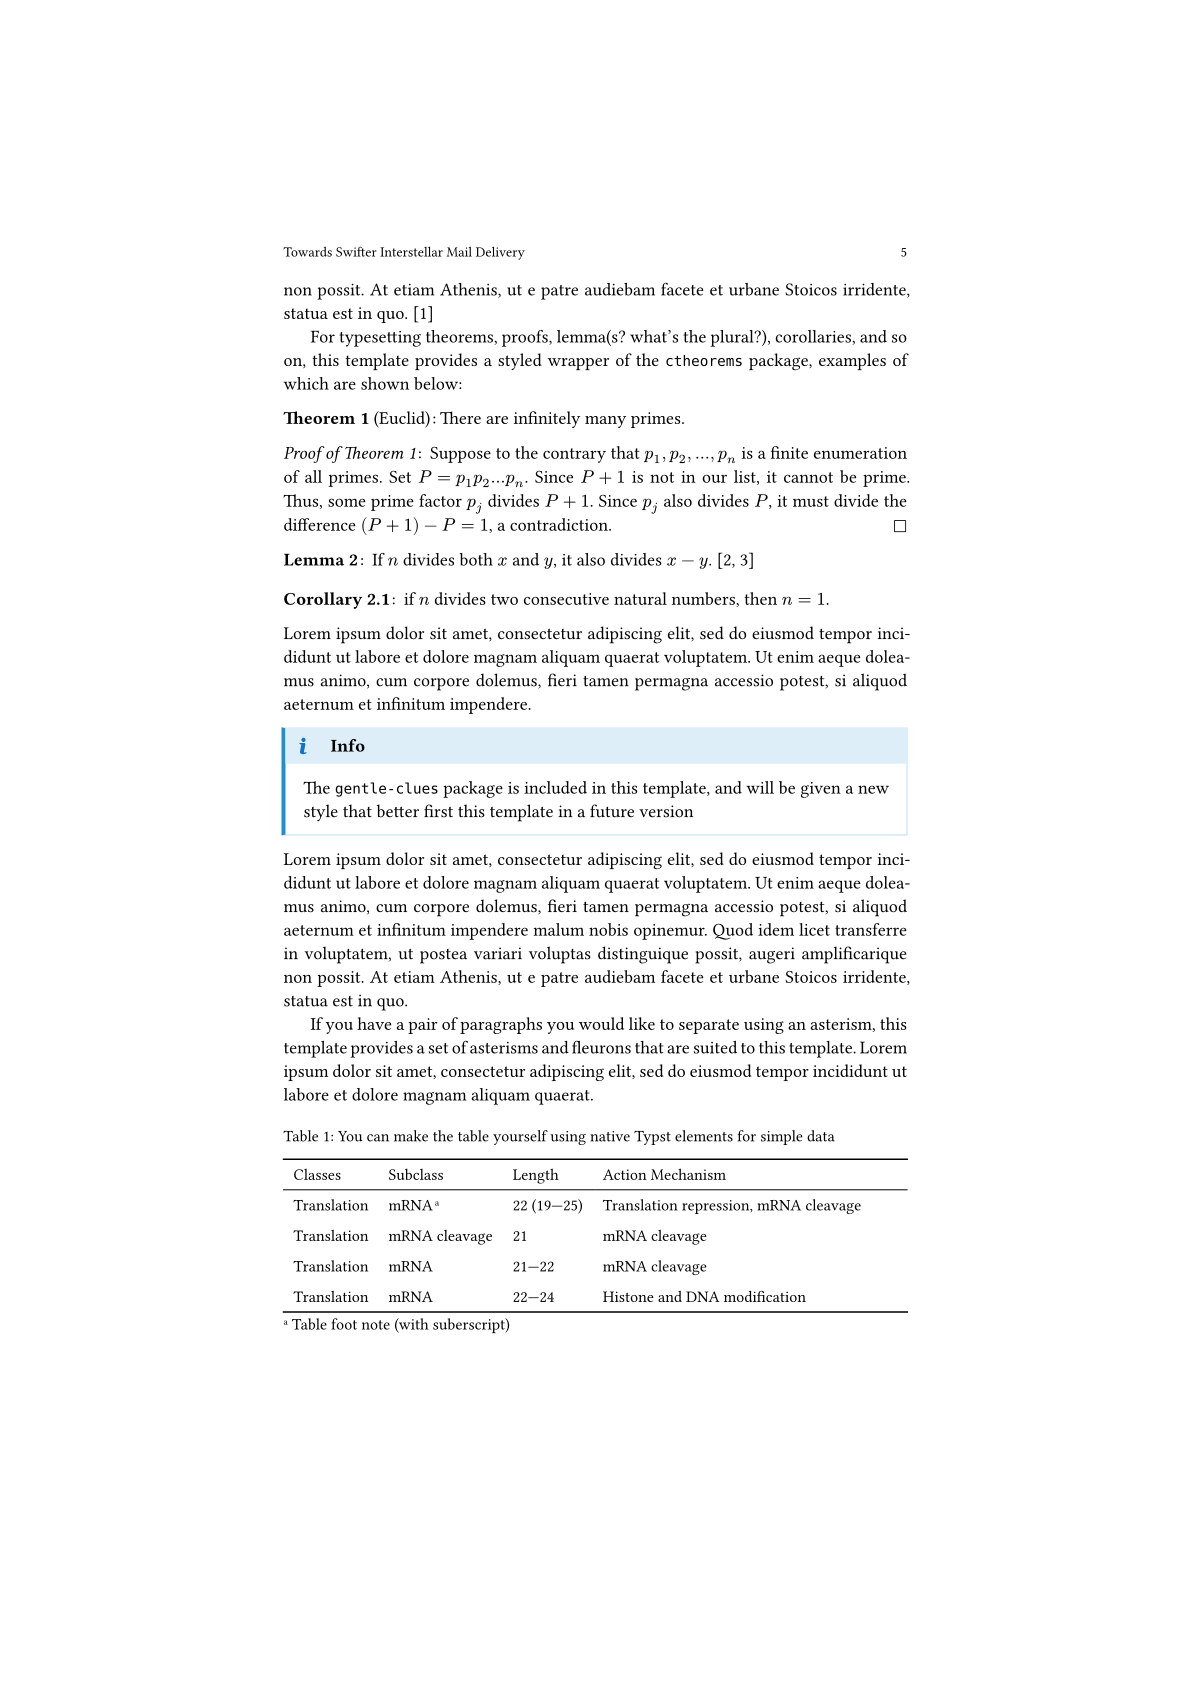 Towards Swifter Interstellar Mail Delivery 5
non possit. At etiam Athenis, ut e patre audiebam facete et urbane Stoicos irridente,
statua est in quo. [1]
For typesetting theorems, proofs, lemma(s? what's the plural?), corollaries, and so
on, this template provides a styled wrapper of the ctheorems package, examples of
which are shown below:
Theorem 1 (Euclid): There are infinitely many primes.
Proof of Theorem 1: Suppose to the contrary that p₁, p₂, ..., pₙ is a finite enumeration
of all primes. Set P = p₁p₂...pₙ. Since P + 1 is not in our list, it cannot be prime.
Thus, some prime factor pⱼ divides P + 1. Since pⱼ also divides P, it must divide the
difference (P + 1) − P = 1, a contradiction. □
Lemma 2: If n divides both x and y, it also divides x − y. [2, 3]
Corollary 2.1: if n divides two consecutive natural numbers, then n = 1.
Lorem ipsum dolor sit amet, consectetur adipiscing elit, sed do eiusmod tempor inci-
didunt ut labore et dolore magnam aliquam quaerat voluptatem. Ut enim aeque dolea-
mus animo, cum corpore dolemus, fieri tamen permagna accessio potest, si aliquod
aeternum et infinitum impendere.
i Info
The gentle-clues package is included in this template, and will be given a new
style that better first this template in a future version
Lorem ipsum dolor sit amet, consectetur adipiscing elit, sed do eiusmod tempor inci-
didunt ut labore et dolore magnam aliquam quaerat voluptatem. Ut enim aeque dolea-
mus animo, cum corpore dolemus, fieri tamen permagna accessio potest, si aliquod
aeternum et infinitum impendere malum nobis opinemur. Quod idem licet transferre
in voluptatem, ut postea variari voluptas distinguique possit, augeri amplificarique
non possit. At etiam Athenis, ut e patre audiebam facete et urbane Stoicos irridente,
statua est in quo.
If you have a pair of paragraphs you would like to separate using an asterism, this
template provides a set of asterisms and fleurons that are suited to this template. Lorem
ipsum dolor sit amet, consectetur adipiscing elit, sed do eiusmod tempor incididunt ut
labore et dolore magnam aliquam quaerat.
Table 1: You can make the table yourself using native Typst elements for simple data
Classes Subclass Length Action Mechanism
Translation mRNA ᵃ 22 (19—25) Translation repression, mRNA cleavage
Translation mRNA cleavage 21 mRNA cleavage
Translation mRNA 21—22 mRNA cleavage
Translation mRNA 22—24 Histone and DNA modification
ᵃ Table foot note (with suberscript)